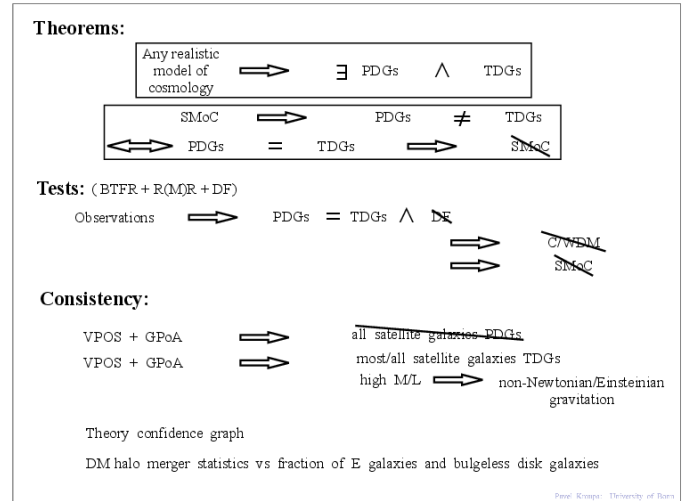 Theorems:
Any realistic
model of
cosmology ⟹ ∃ PDGs ∧ TDGs
SMoC ⟹ PDGs ≠ TDGs
⟺ PDGs = TDGs ⟹ SMoC
Tests: (BTFR + R(M)R + DF)
Observations ⟹ PDGs = TDGs ∧ DF
⟹ C/WDM
⟹ SMoC
Consistency:
VPOS + GPoA ⟹ all satellite galaxies PDGs
VPOS + GPoA ⟹ most/all satellite galaxies TDGs
high M/L ⟹ non-Newtonian/Einsteinian
gravitation
Theory confidence graph
DM halo merger statistics vs fraction of E galaxies and bulgeless disk galaxies
Pavel Kroupa: University of Bonn